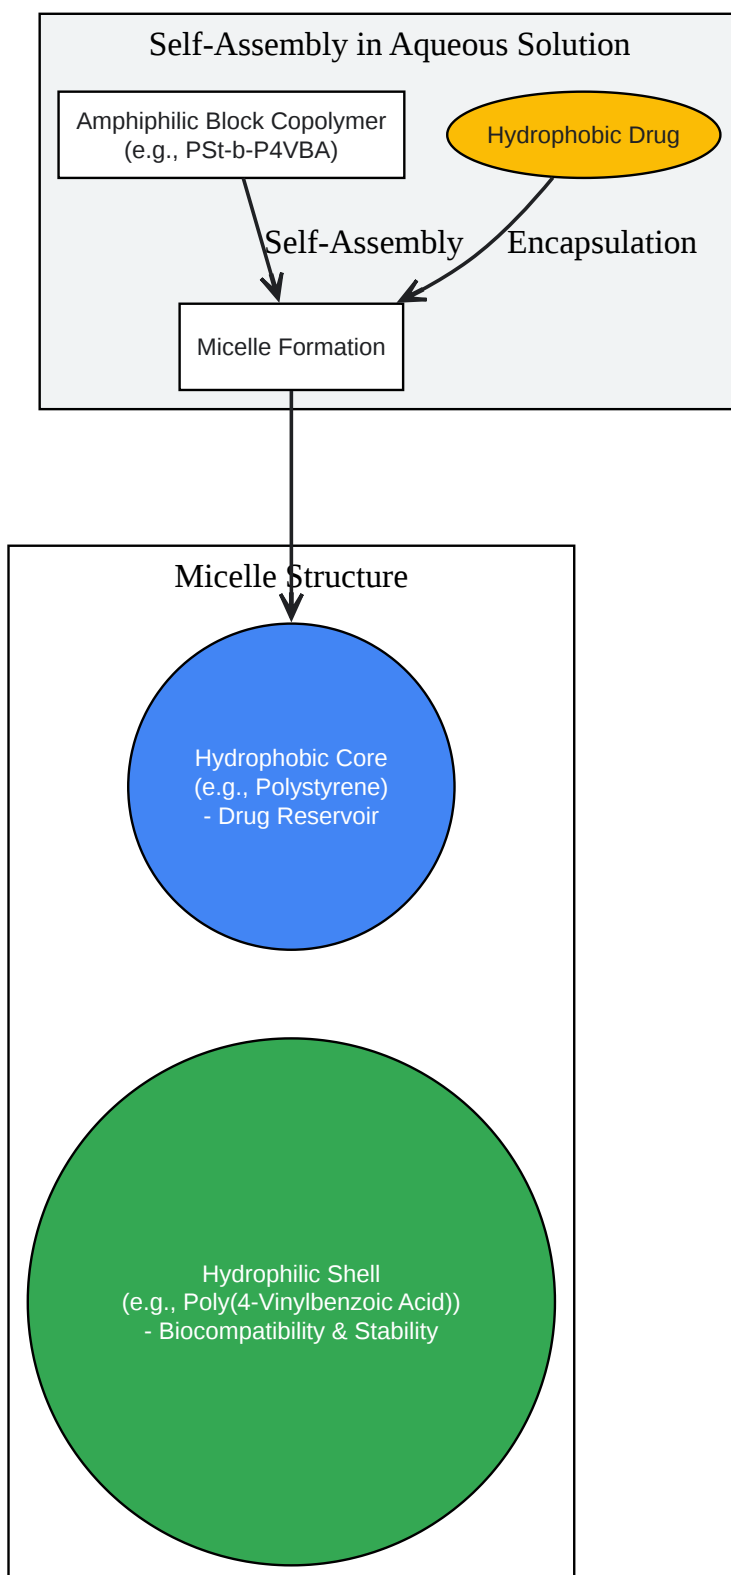 Self-Assembly in Aqueous Solution
Amphiphilic Block Copolymer
(e.g., PSt-b-P4VBA)
Hydrophobic Drug
Self-Assembly
Encapsulation
Micelle Formation
Micelle Structure
Hydrophobic Core
(e.g., Polystyrene)
- Drug Reservoir
Hydrophilic Shell
(e.g., Poly(4-Vinylbenzoic Acid))
- Biocompatibility & Stability